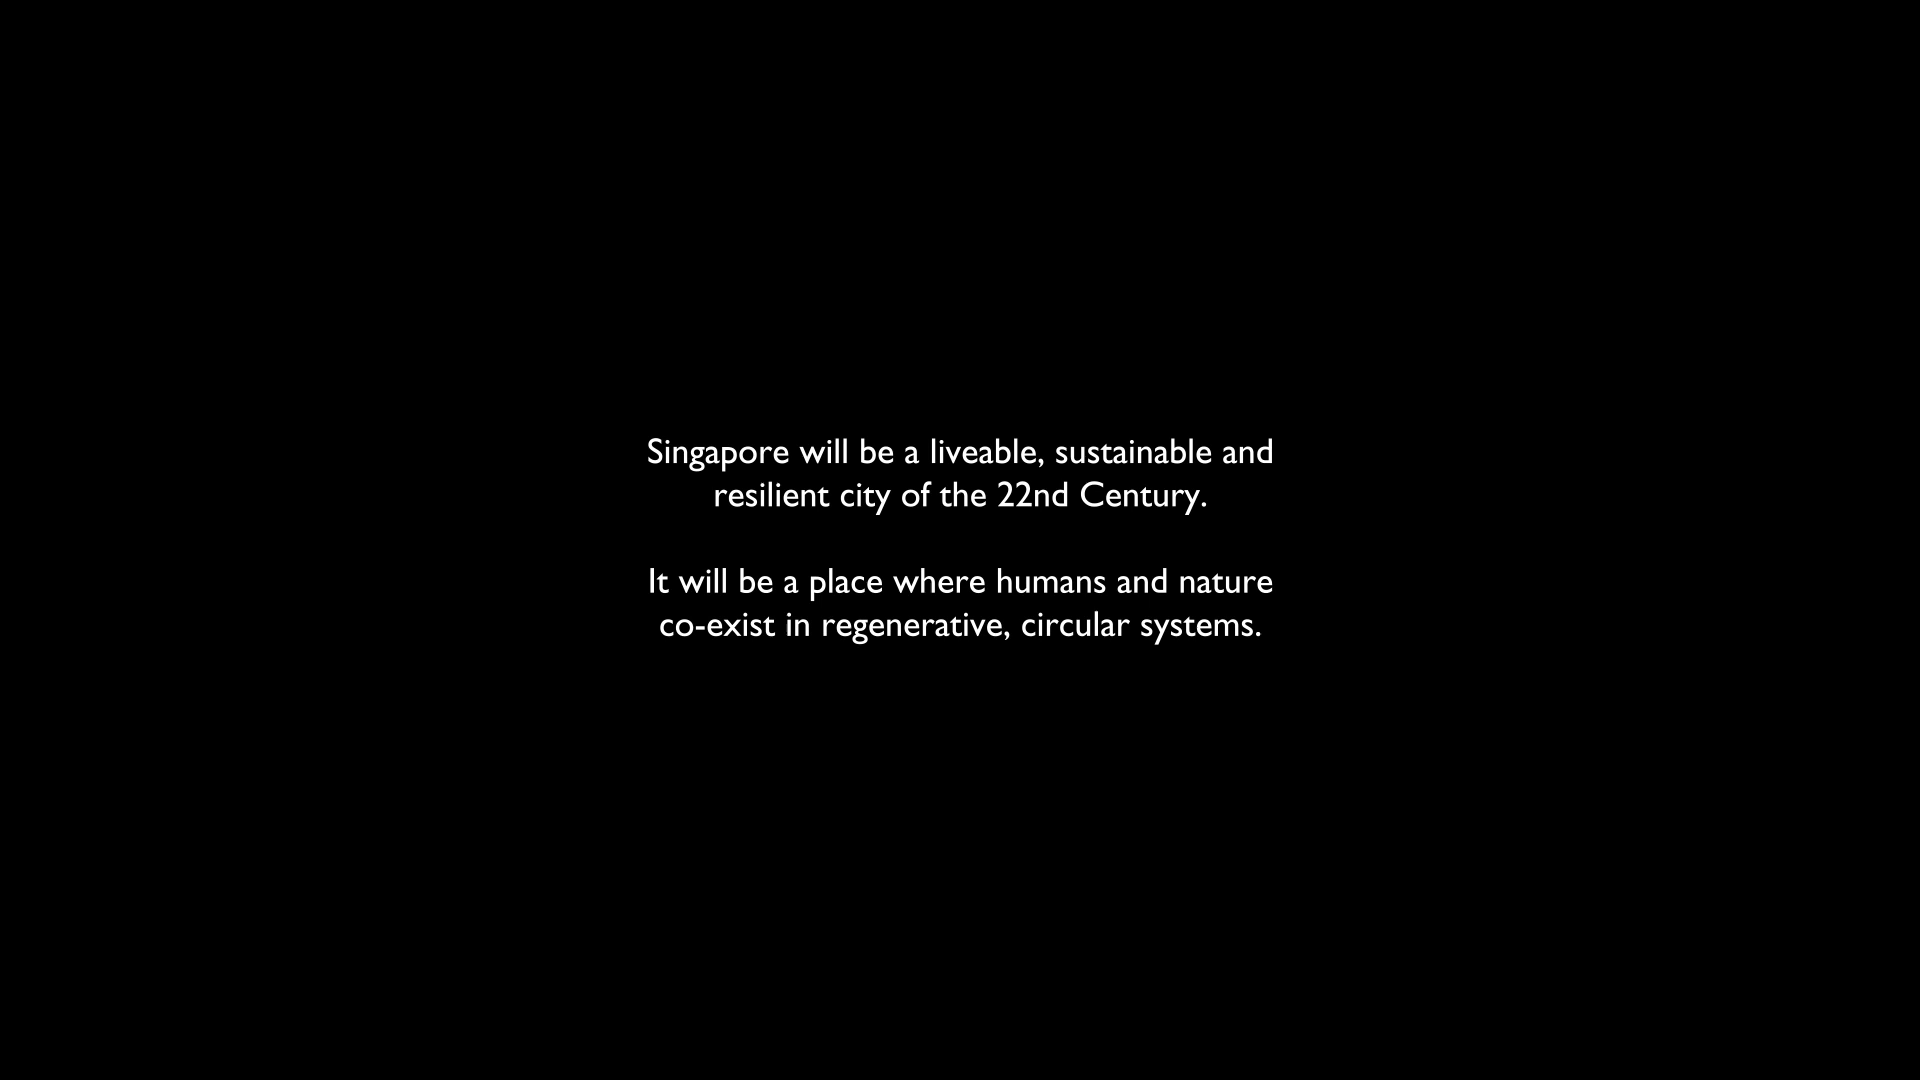 Singapore will be a liveable, sustainable and
resilient city of the 22nd Century.
It will be a place where humans and nature
co-exist in regenerative, circular systems.